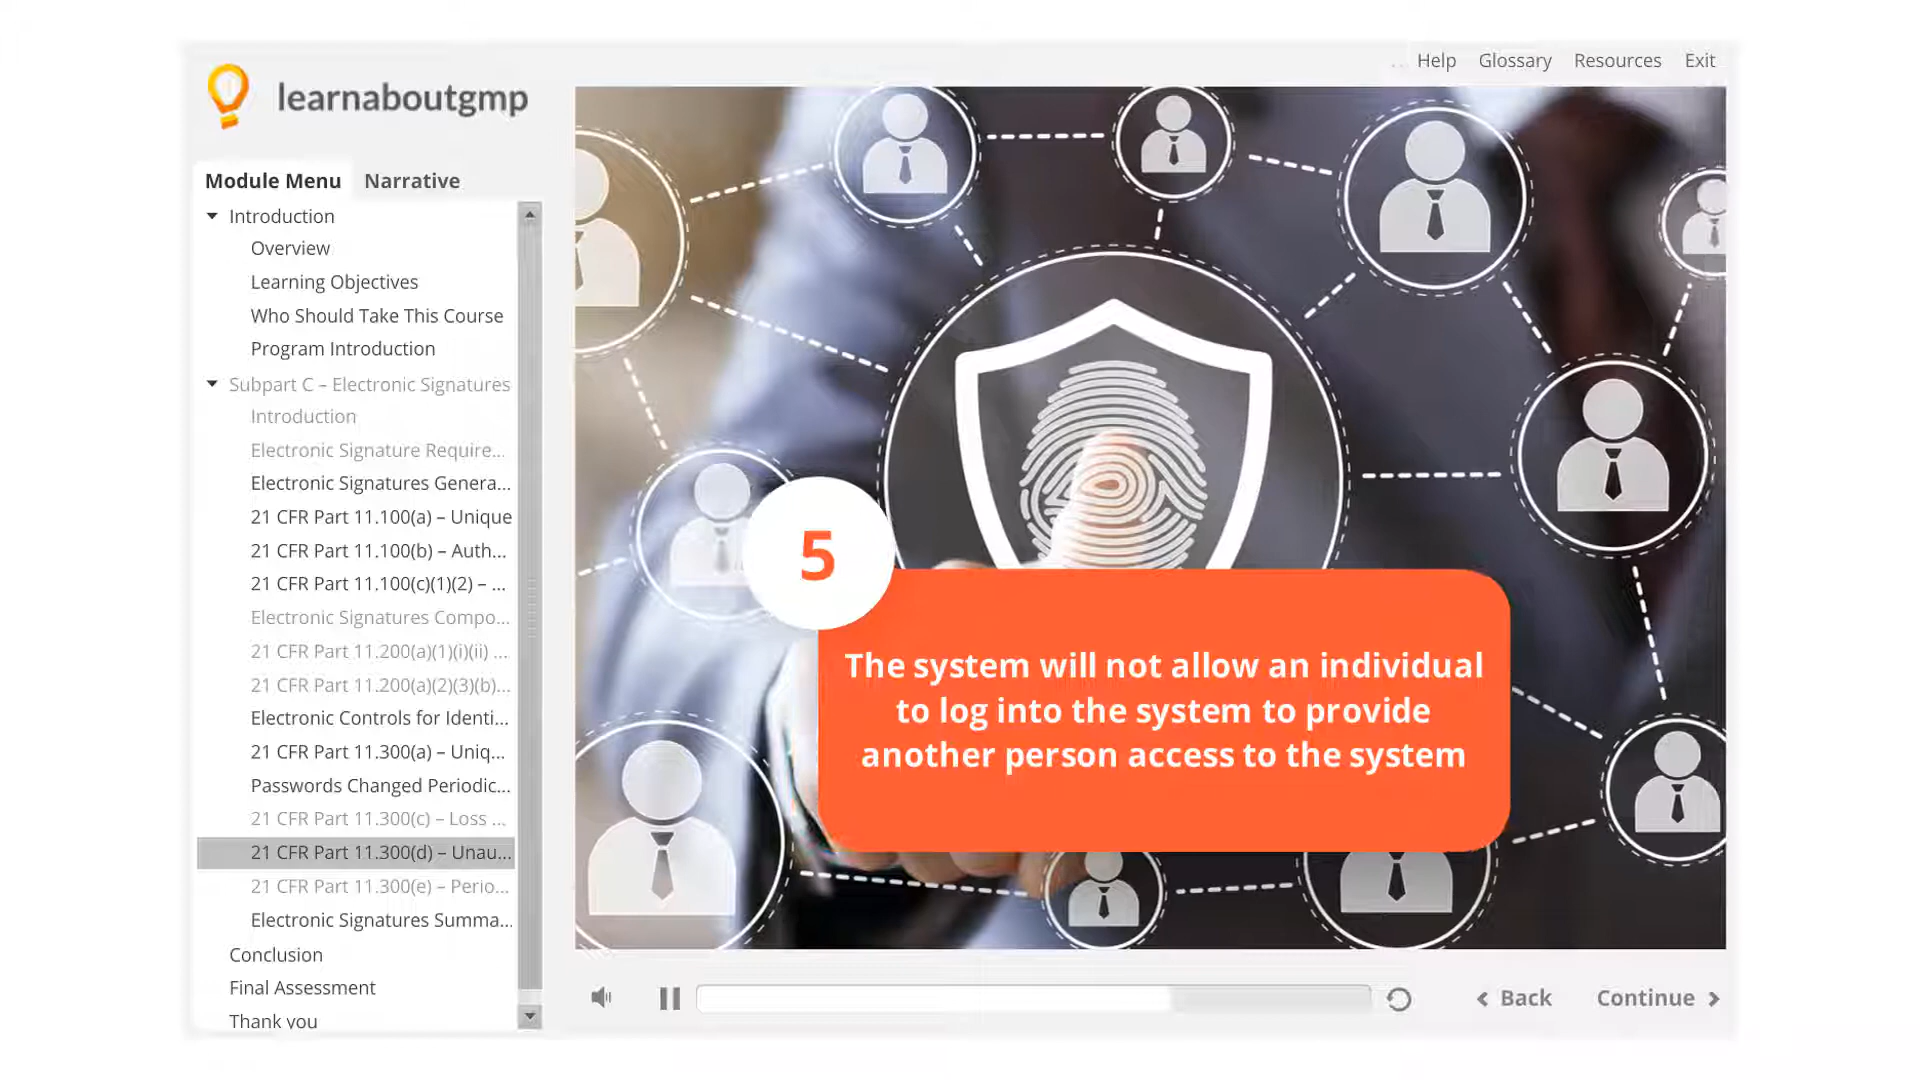 Help Glossary Resources Exit
learnaboutgmp
Module Menu Narrative
Introduction
Overview
Learning Objectives
Who Should Take This Course
Program Introduction
Subpart C – Electronic Signatures
Introduction
Electronic Signature Require...
Electronic Signatures Genera...
21 CFR Part 11.100(a) – Unique
21 CFR Part 11.100(b) – Auth...
21 CFR Part 11.100(c)(1)(2) – ...
Electronic Signatures Compo...
21 CFR Part 11.200(a)(1)(i)(ii) ...
21 CFR Part 11.200(a)(2)(3)(b)...
Electronic Controls for Identi...
21 CFR Part 11.300(a) – Uniq...
Passwords Changed Periodic...
21 CFR Part 11.300(c) – Loss ...
21 CFR Part 11.300(d) – Unau...
21 CFR Part 11.300(e) – Perio...
Electronic Signatures Summa...
Conclusion
Final Assessment
Thank you
5
The system will not allow an individual
to log into the system to provide
another person access to the system
Back Continue